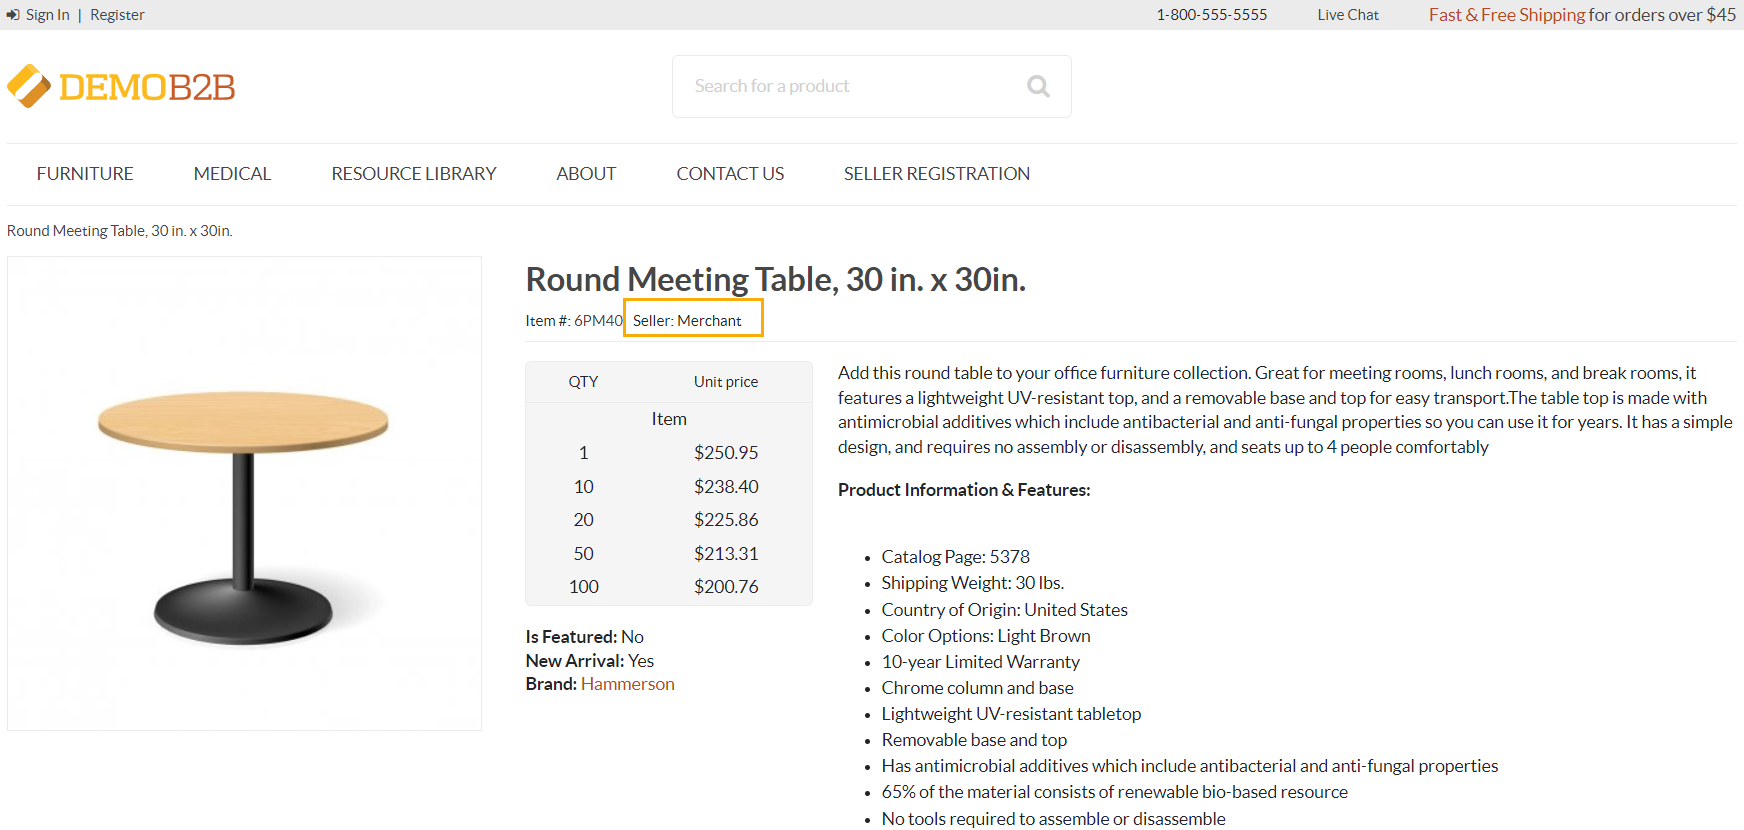 Sign In | Register
1-800-555-5555
Live Chat
Fast & Free Shipping for orders over $45
DEMOB2B
Search for a product
FURNITURE
MEDICAL
RESOURCE LIBRARY
ABOUT
CONTACT US
SELLER REGISTRATION
Round Meeting Table, 30 in. x 30in.
Round Meeting Table, 30 in. x 30in.
Item #: 6PM40 Seller: Merchant
QTY Unit price
Item
1 $250.95
10 $238.40
20 $225.86
50 $213.31
100 $200.76
Is Featured: No
New Arrival: Yes
Brand: Hammerson
Add this round table to your office furniture collection. Great for meeting rooms, lunch rooms, and break rooms, it
features a lightweight UV-resistant top, and a removable base and top for easy transport.The table top is made with
antimicrobial additives which include antibacterial and anti-fungal properties so you can use it for years. It has a simple
design, and requires no assembly or disassembly, and seats up to 4 people comfortably
Product Information & Features:
• Catalog Page: 5378
• Shipping Weight: 30 lbs.
• Country of Origin: United States
• Color Options: Light Brown
• 10-year Limited Warranty
• Chrome column and base
• Lightweight UV-resistant tabletop
• Removable base and top
• Has antimicrobial additives which include antibacterial and anti-fungal properties
• 65% of the material consists of renewable bio-based resource
• No tools required to assemble or disassemble